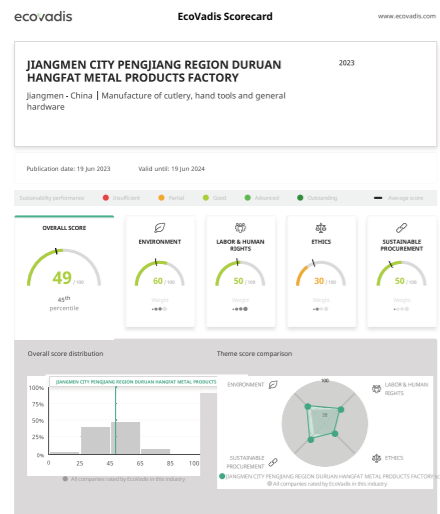 ecovadis
EcoVadis Scorecard
www.ecovadis.com
JIANGMEN CITY PENGJIANG REGION DURUAN
HANGFAT METAL PRODUCTS FACTORY
2023
Jiangmen - China | Manufacture of cutlery, hand tools and general
hardware
Publication date: 19 Jun 2023
Valid until: 19 Jun 2024
Sustainability performance
Insufficient
Partial
Good
Advanced
Outstanding
Average score
OVERALL SCORE
49 / 100
45th
percentile
ENVIRONMENT
60 / 100
Weight
LABOR & HUMAN
RIGHTS
50 / 100
Weight
ETHICS
30 / 100
Weight
SUSTAINABLE
PROCUREMENT
50 / 100
Weight
Overall score distribution
Theme score comparison
JIANGMEN CITY PENGJIANG REGION DURUAN HANGFAT METAL PRODUCTS
100%
75%
50%
25%
0%
0
25
45
65
85
100
All companies rated by EcoVadis in this industry
ENVIRONMENT
100
LABOR & HUMAN
RIGHTS
SUSTAINABLE
PROCUREMENT
ETHICS
JIANGMEN CITY PENGJIANG REGION DURUAN HANGFAT METAL PRODUCTS FACTORY
All companies rated by EcoVadis in this industry